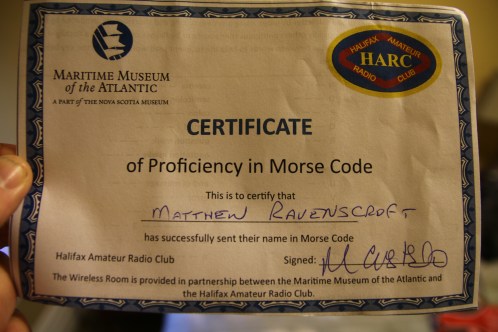 MARITIME MUSEUM
of the ATLANTIC
A PART OF THE NOVA SCOTIA MUSEUM
HALIFAX AMATEUR
HARC
RADIO CLUB
CERTIFICATE
of Proficiency in Morse Code
This is to certify that
MATTHEW RAVENSCROFT
has successfully sent their name in Morse Code
Halifax Amateur Radio Club Signed:
The Wireless Room is provided in partnership between the Maritime Museum of the Atlantic and
the Halifax Amateur Radio Club.